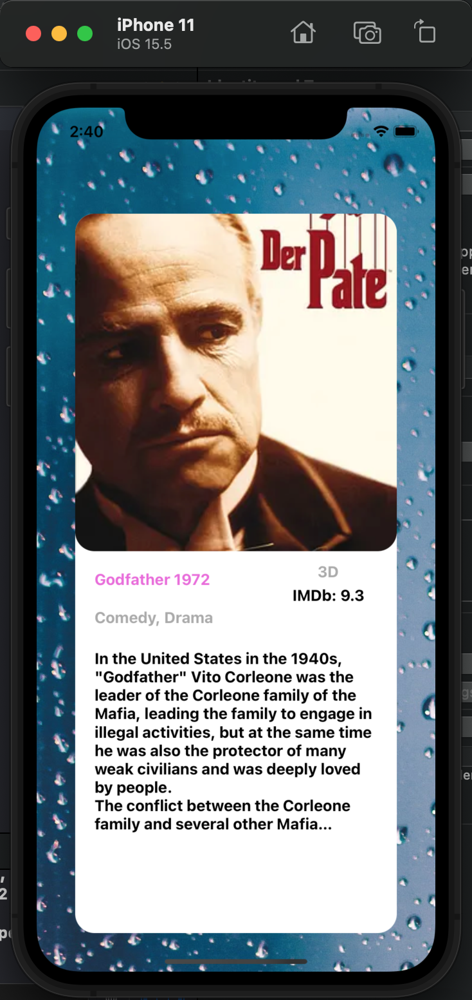 iPhone 11
iOS 15.5
2:40
Der
Pate
Godfather 1972
3D
IMDb: 9.3
Comedy, Drama
In the United States in the 1940s,
"Godfather" Vito Corleone was the
leader of the Corleone family of the
Mafia, leading the family to engage in
illegal activities, but at the same time
he was also the protector of many
weak civilians and was deeply loved
by people.
The conflict between the Corleone
family and several other Mafia...